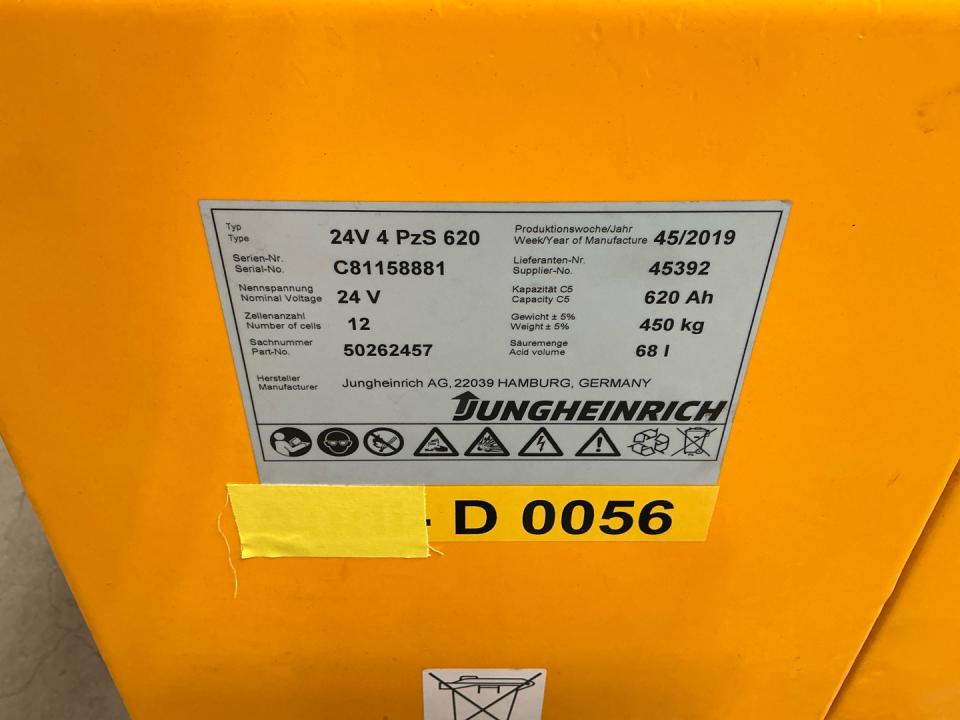 Typ
Type 24V 4 PzS 620
Produktionswoche/Jahr
Week/Year of Manufacture 45/2019
Serien-Nr.
Serial-No. C81158881
Lieferanten-Nr.
Supplier-No. 45392
Nennspannung
Nominal Voltage 24 V
Kapazität C5
Capacity C5 620 Ah
Zellenanzahl
Number of cells 12
Gewicht ± 5%
Weight ± 5% 450 kg
Sachnummer
Part-No. 50262457
Säuremenge
Acid volume 68 l
Hersteller
Manufacturer Jungheinrich AG, 22039 HAMBURG, GERMANY
JUNGHEINRICH
- D 0056